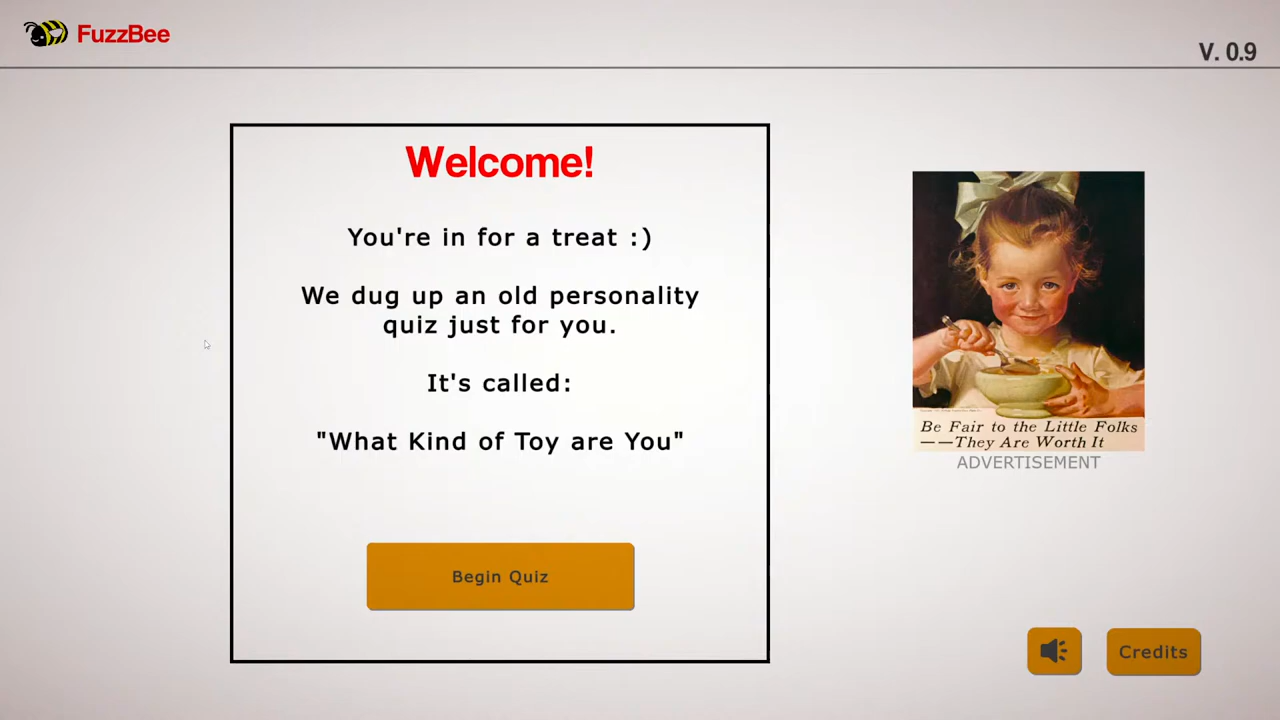 FuzzBee
V. 0.9
Welcome!
You're in for a treat :)
We dug up an old personality
quiz just for you.
It's called:
"What Kind of Toy are You"
Begin Quiz
Be Fair to the Little Folks
——They Are Worth It
ADVERTISEMENT
Credits